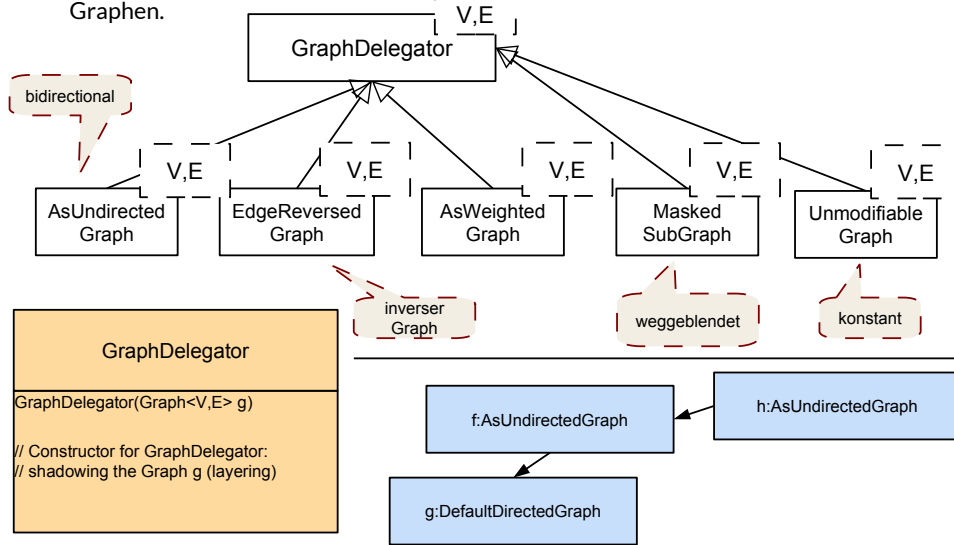 Graphen.
V,E
GraphDelegator
bidirectional
V,E
V,E
V,E
V,E
V,E
AsUndirected
Graph
EdgeReversed
Graph
AsWeighted
Graph
Masked
SubGraph
Unmodifiable
Graph
inverser
Graph
weggeblendet
konstant
GraphDelegator
GraphDelegator(Graph<V,E> g)
// Constructor for GraphDelegator:
// shadowing the Graph g (layering)
f:AsUndirectedGraph
h:AsUndirectedGraph
g:DefaultDirectedGraph